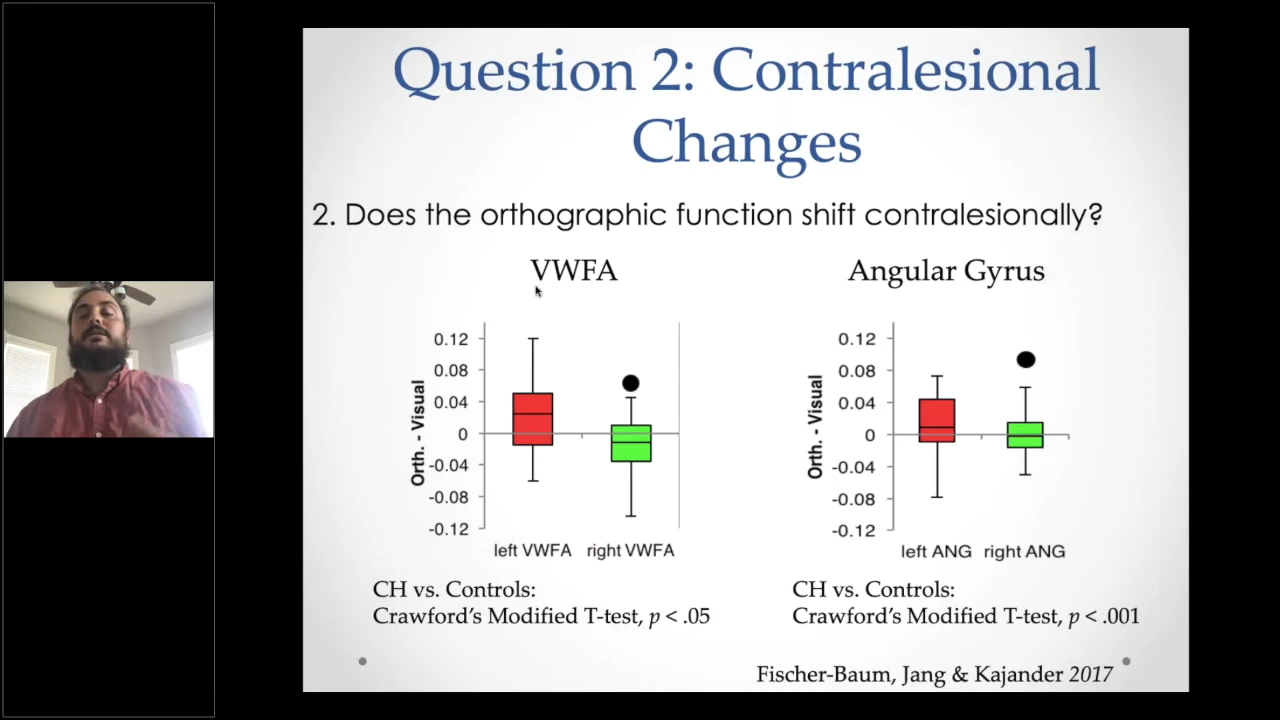 Question 2: Contralesional
Changes
2. Does the orthographic function shift contralesionally?
VWFA
Orth. - Visual
0.12
0.08
0.04
0
-0.04
-0.08
-0.12
left VWFA right VWFA
CH vs. Controls:
Crawford's Modified T-test, p < .05
Angular Gyrus
Orth. - Visual
0.12
0.08
0.04
0
-0.04
-0.08
-0.12
left ANG right ANG
CH vs. Controls:
Crawford's Modified T-test, p < .001
Fischer-Baum, Jang & Kajander 2017